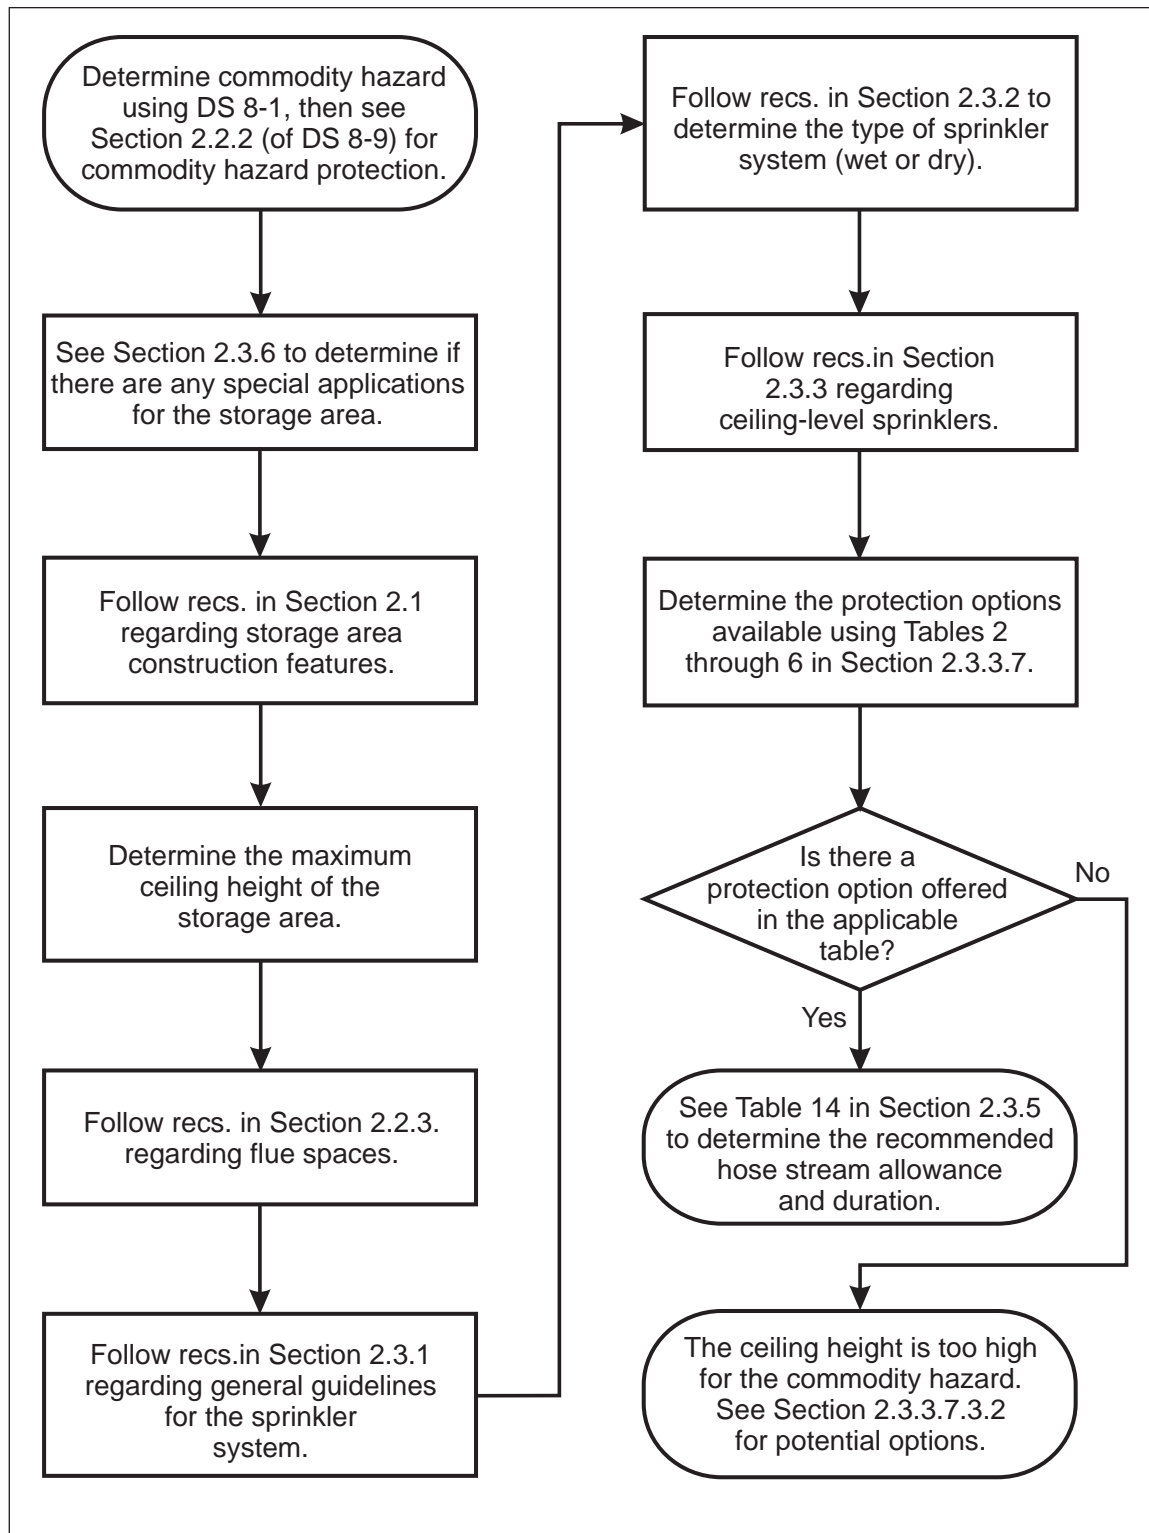 Determine commodity hazard
using DS 8-1, then see
Section 2.2.2 (of DS 8-9) for
commodity hazard protection.
See Section 2.3.6 to determine if
there are any special applications
for the storage area.
Follow recs. in Section 2.1
regarding storage area
construction features.
Determine the maximum
ceiling height of the
storage area.
Follow recs. in Section 2.2.3.
regarding flue spaces.
Follow recs.in Section 2.3.1
regarding general guidelines
for the sprinkler
system.
Follow recs. in Section 2.3.2 to
determine the type of sprinkler
system (wet or dry).
Follow recs.in Section
2.3.3 regarding
ceiling-level sprinklers.
Determine the protection options
available using Tables 2
through 6 in Section 2.3.3.7.
Is there a
protection option offered
in the applicable
table?
No
Yes
See Table 14 in Section 2.3.5
to determine the recommended
hose stream allowance
and duration.
The ceiling height is too high
for the commodity hazard.
See Section 2.3.3.7.3.2
for potential options.